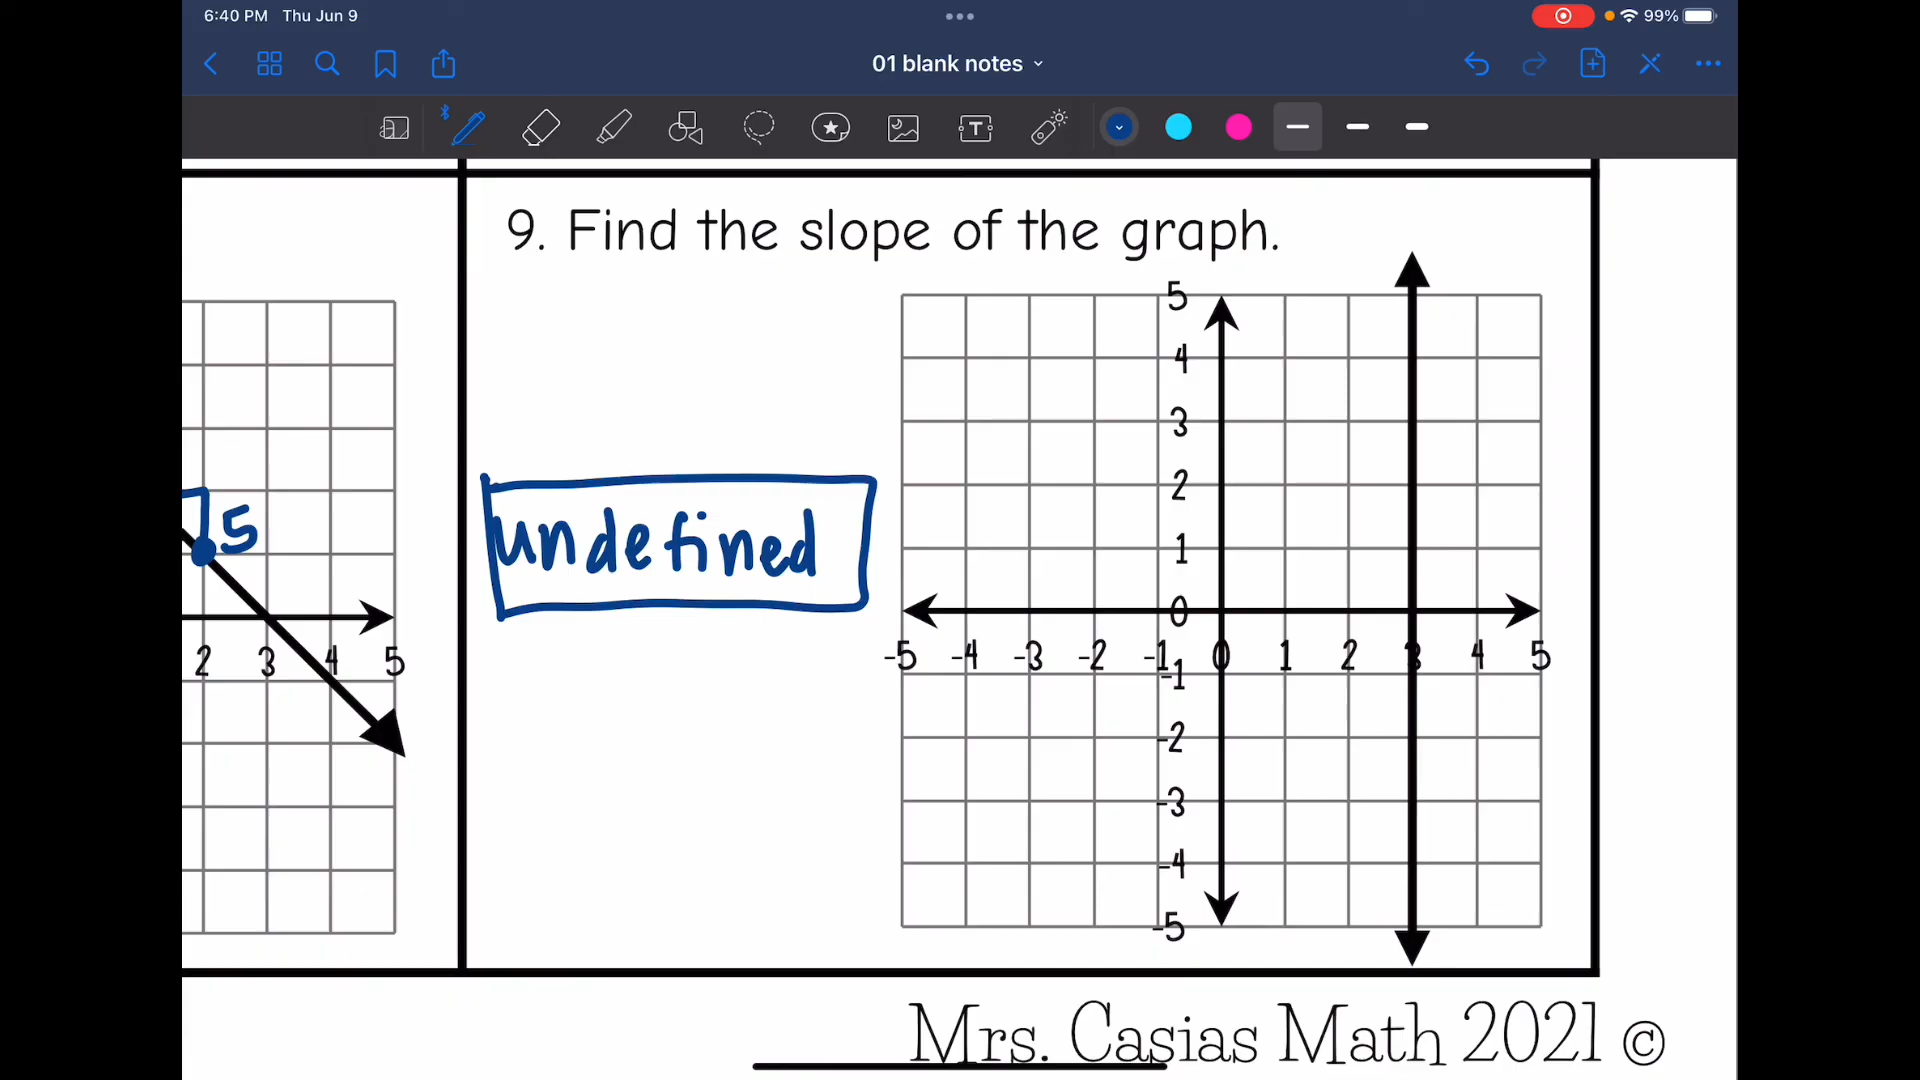 6:40 PM Thu Jun 9
99%
01 blank notes
T
9. Find the slope of the graph.
5
4
3
2
1
0
-5 -4 -3 -2 -1 0 1 2 3 4 5
-1
-2
-3
-4
-5
undefined
5
2 3 4 5
Mrs. Casias Math 2021 ©